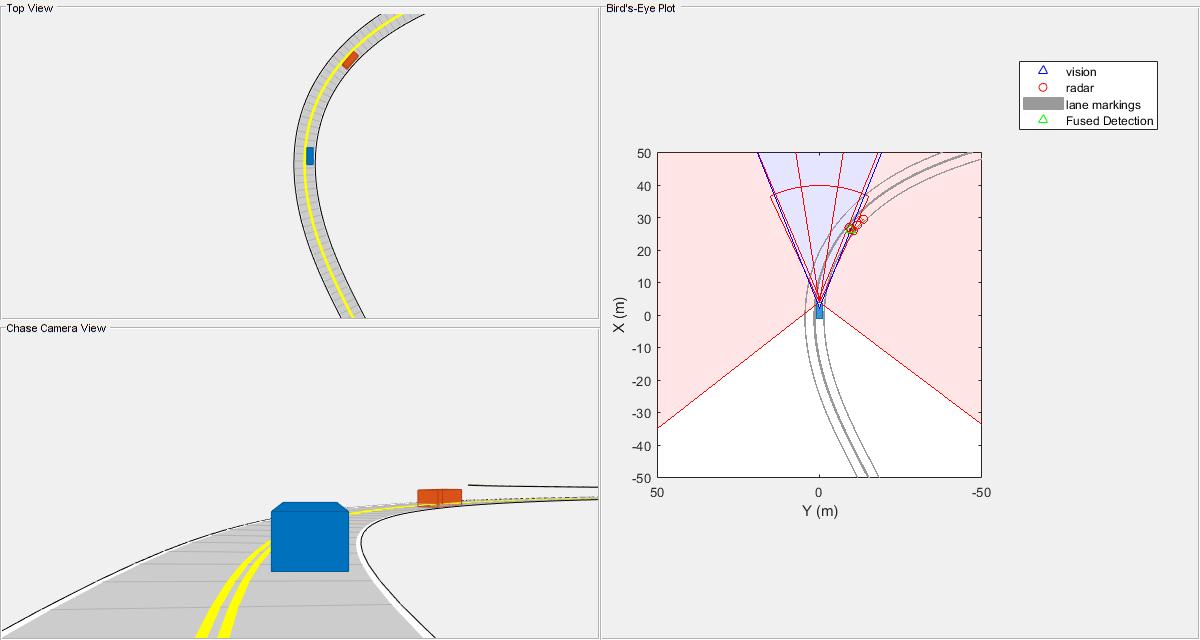 Top View
Chase Camera View
Bird's-Eye Plot
vision
radar
lane markings
Fused Detection
50
40
30
20
10
0
-10
-20
-30
-40
-50
X (m)
50 0 -50
Y (m)